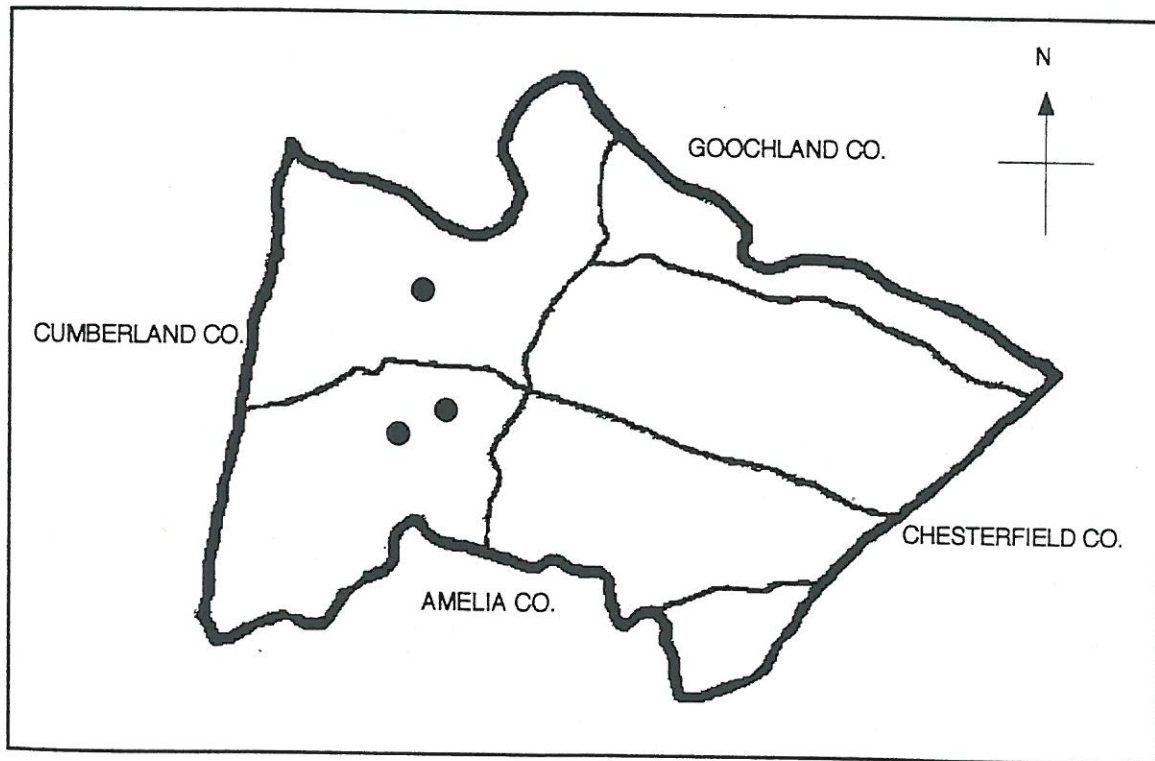 N
GOOCHLAND CO.
CUMBERLAND CO.
CHESTERFIELD CO.
AMELIA CO.